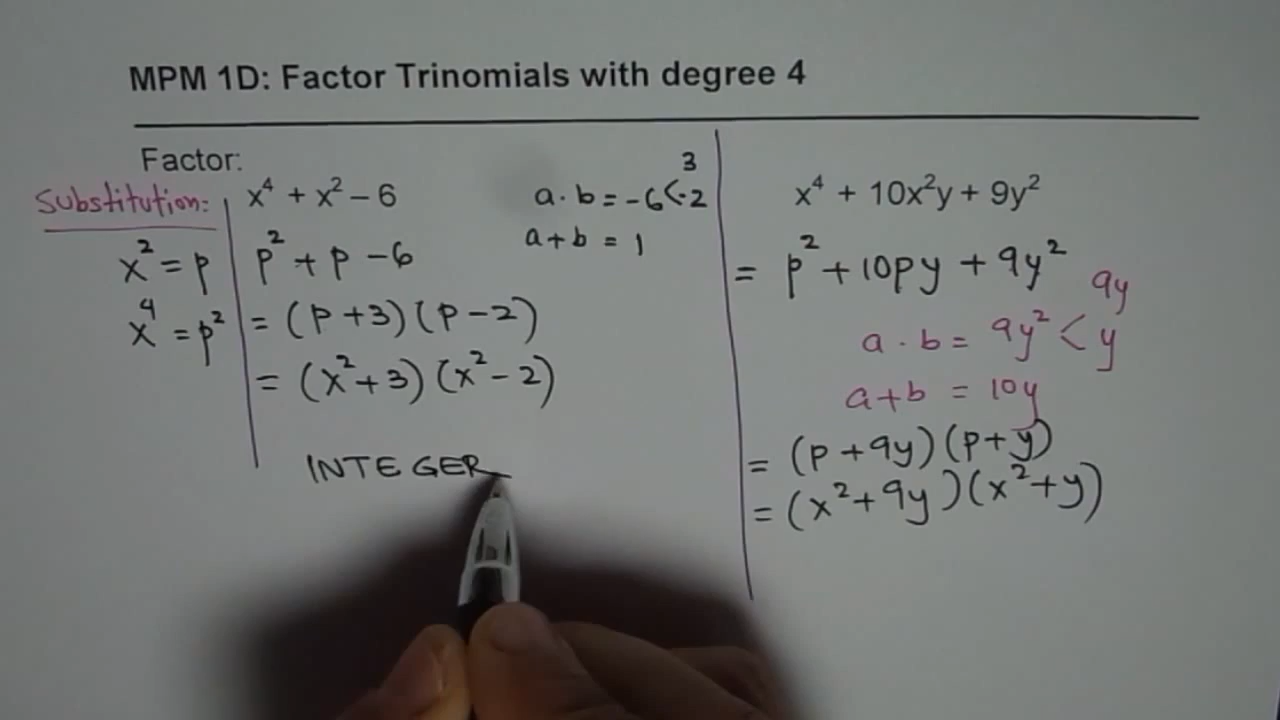 MPM 1D: Factor Trinomials with degree 4
Factor:
Substitution:
x² = p
x⁴ = p²
x⁴ + x² – 6
p² + p – 6
= (p + 3)(p – 2)
= (x² + 3)(x² – 2)
INTEGER
a · b = –6 < 3
-2
a + b = 1
x⁴ + 10x²y + 9y²
= p² + 10py + 9y²
a · b = 9y² < 9y
y
a + b = 10y
= (p + 9y)(p + y)
= (x² + 9y)(x² + y)